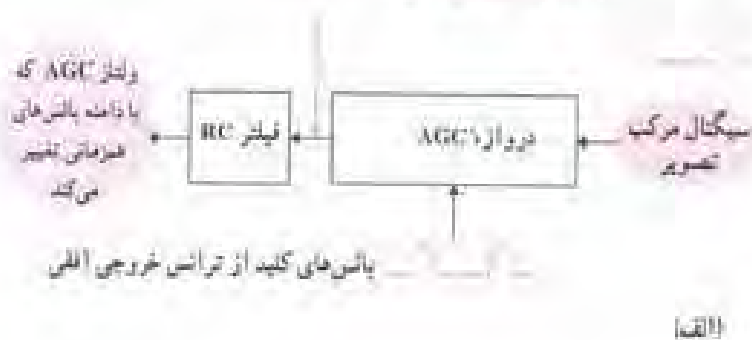 سیگنال مرکب
تصویر
دروازهٔ AGC
فیلتر RC
ولتاژ AGC که
با دامنه پالس‌های
همزمانی تغییر
می‌کند
پالس‌های کلید از ترانس خروجی افقی
(الف)